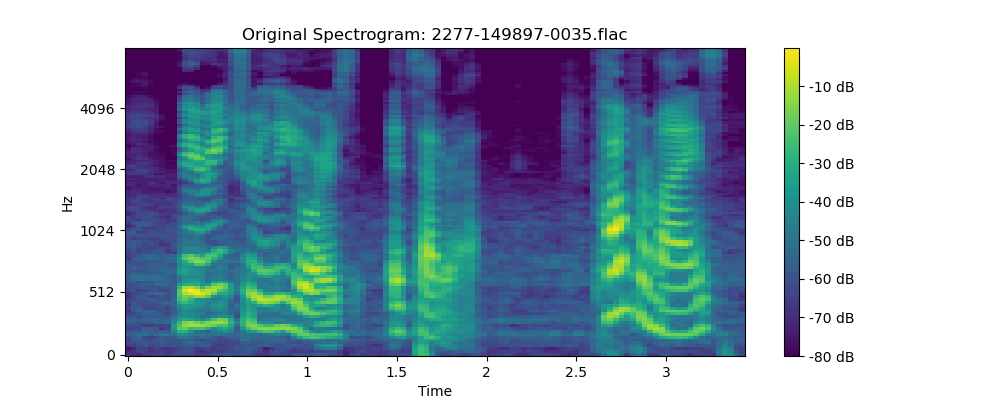 Original Spectrogram: 2277-149897-0035.flac
Hz
4096
2048
1024
512
0
0 0.5 1 1.5 2 2.5 3
Time
-10 dB
-20 dB
-30 dB
-40 dB
-50 dB
-60 dB
-70 dB
-80 dB